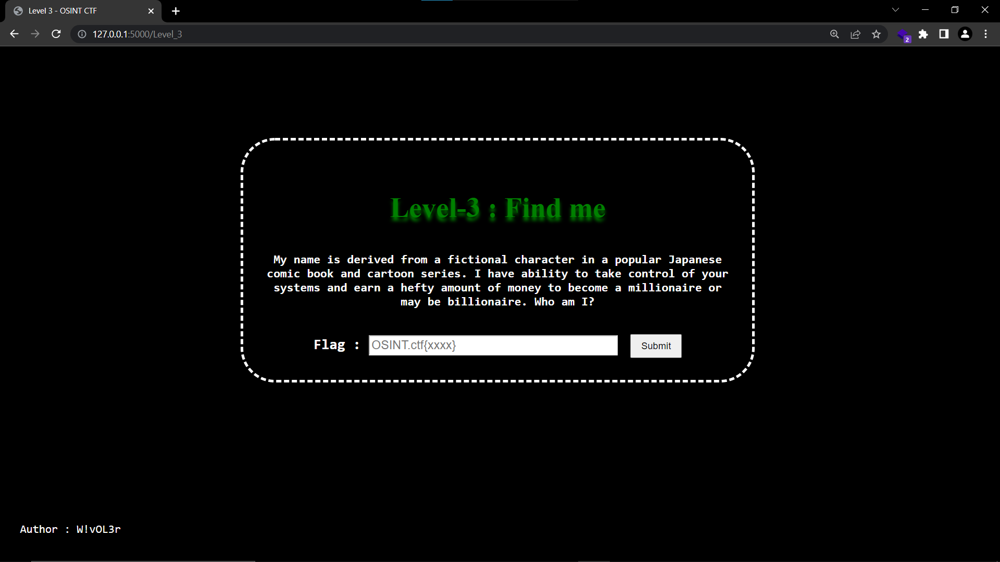 Level 3 - OSINT CTF
127.0.0.1:5000/Level_3
2
Level-3 : Find me
My name is derived from a fictional character in a popular Japanese
comic book and cartoon series. I have ability to take control of your
systems and earn a hefty amount of money to become a millionaire or
may be billionaire. Who am I?
Flag : OSINT.ctf{xxxx} Submit
Author : W!vOL3r